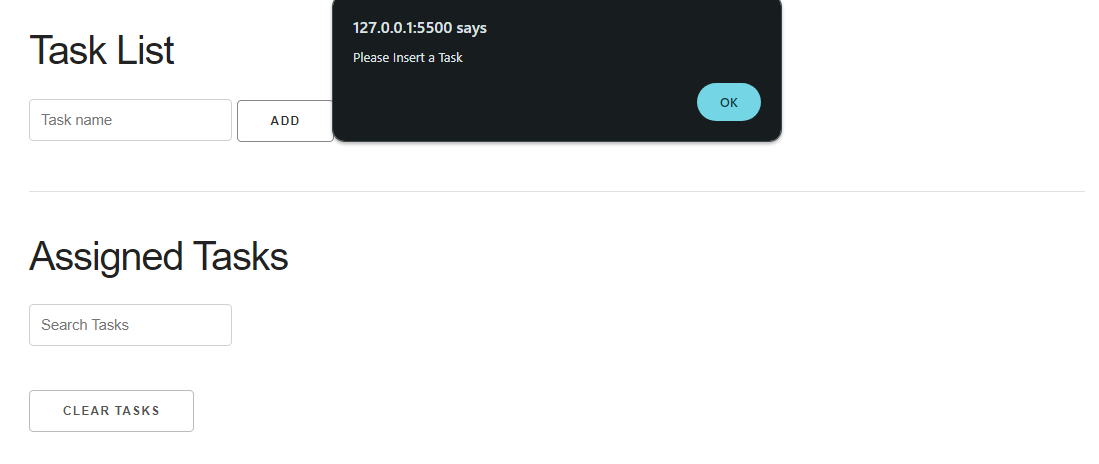 Task List
127.0.0.1:5500 says
Please Insert a Task
OK
Task name
ADD
Assigned Tasks
Search Tasks
CLEAR TASKS